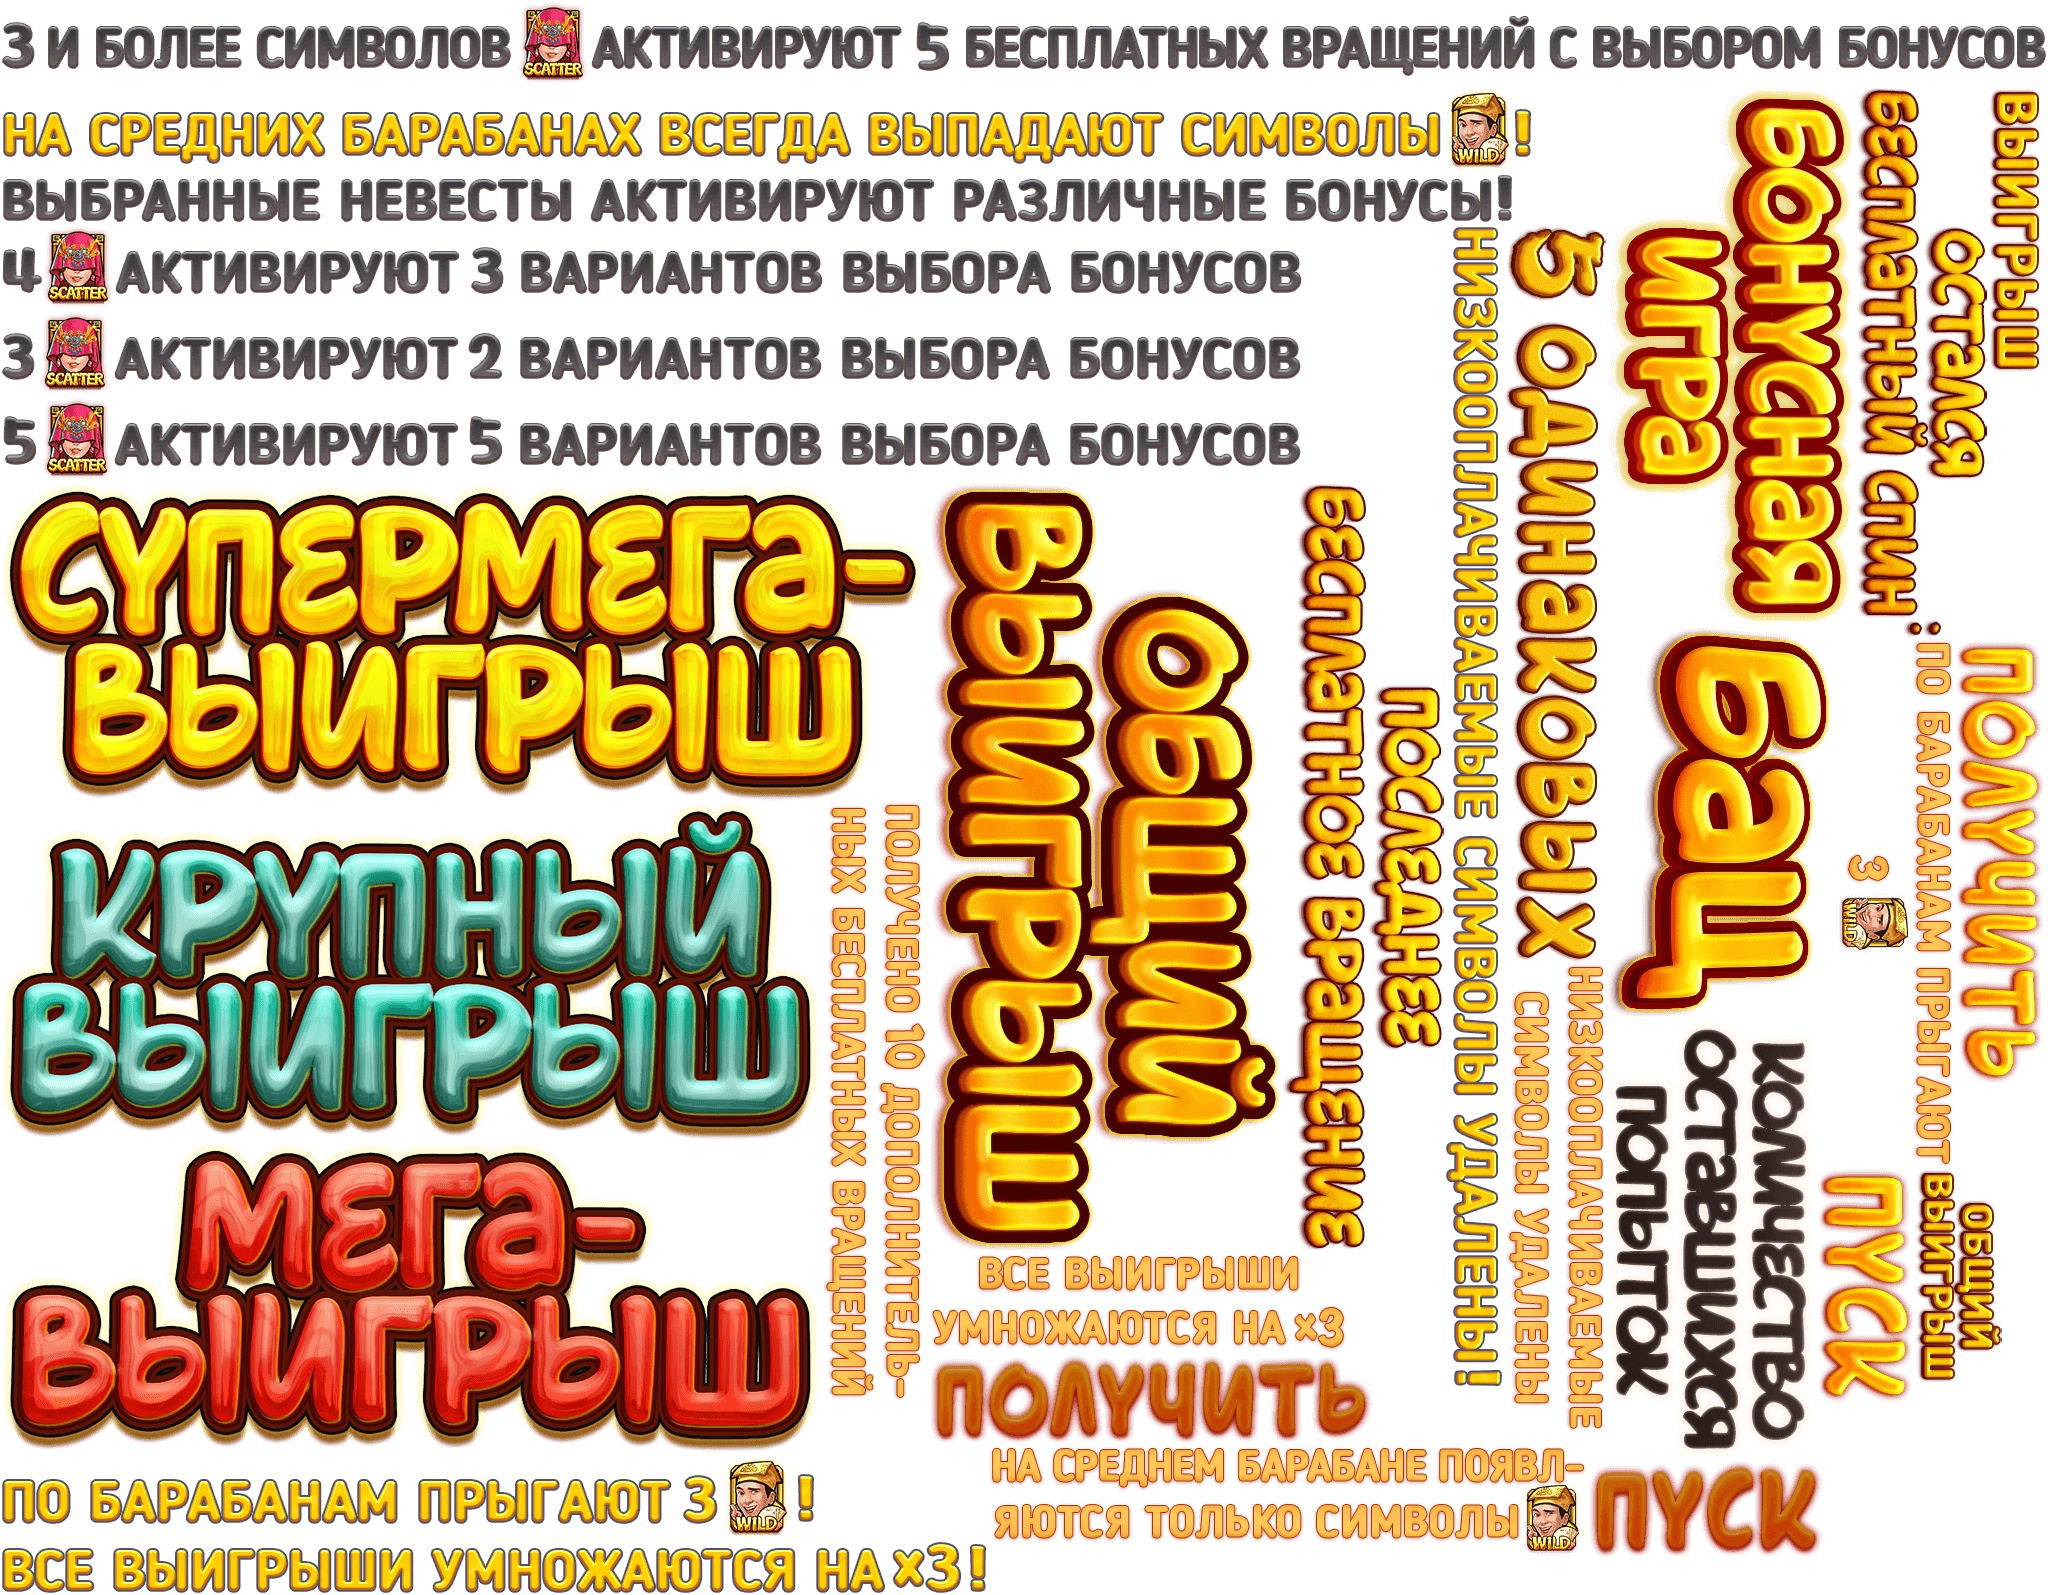 3 И БОЛЕЕ СИМВОЛОВ SCATTER АКТИВИРУЮТ 5 БЕСПЛАТНЫХ ВРАЩЕНИЙ С ВЫБОРОМ БОНУСОВ
НА СРЕДНИХ БАРАБАНАХ ВСЕГДА ВЫПАДАЮТ СИМВОЛЫ WILD !
ВЫБРАННЫЕ НЕВЕСТЫ АКТИВИРУЮТ РАЗЛИЧНЫЕ БОНУСЫ!
4 SCATTER АКТИВИРУЮТ 3 ВАРИАНТОВ ВЫБОРА БОНУСОВ
3 SCATTER АКТИВИРУЮТ 2 ВАРИАНТОВ ВЫБОРА БОНУСОВ
5 SCATTER АКТИВИРУЮТ 5 ВАРИАНТОВ ВЫБОРА БОНУСОВ
СУПЕРМЕГА-
ВЫИГРЫШ
КРУПНЫЙ
ВЫИГРЫШ
МЕГА-
ВЫИГРЫШ
ПО БАРАБАНАМ ПРЫГАЮТ 3 WILD !
ВСЕ ВЫИГРЫШИ УМНОЖАЮТСЯ НА ×3!
ПОЛУЧЕНО 10 ДОПОЛНИТЕЛЬ-
НЫХ БЕСПЛАТНЫХ ВРАЩЕНИЙ
ОБЩИЙ
ВЫИГРЫШ
ПОСЛЕДНЕЕ
БЕСПЛАТНОЕ ВРАЩЕНИЕ
ВСЕ ВЫИГРЫШИ
УМНОЖАЮТСЯ НА ×3
ПОЛУЧИТЬ
НА СРЕДНЕМ БАРАБАНЕ ПОЯВЛ-
ЯЮТСЯ ТОЛЬКО СИМВОЛЫ WILD
ПУСК
НИЗКООПЛАЧИВАЕМЫЕ СИМВОЛЫ УДАЛЕНЫ!
5 ОДИНАКОВЫХ
НИЗКООПЛАЧИВАЕМЫЕ
СИМВОЛЫ УДАЛЕНЫ
БОНУСНАЯ
ИГРА
БАЦ
КОЛИЧЕСТВО
ОСТАВШИХСЯ
ПОПЫТОК
ВЫИГРЫШ
ОСТАЛСЯ
БЕСПЛАТНЫЙ СПИН:
ПОЛУЧИТЬ
ПО БАРАБАНАМ ПРЫГАЮТ
3 WILD
ПУСК
ОБЩИЙ
ВЫИГРЫШ